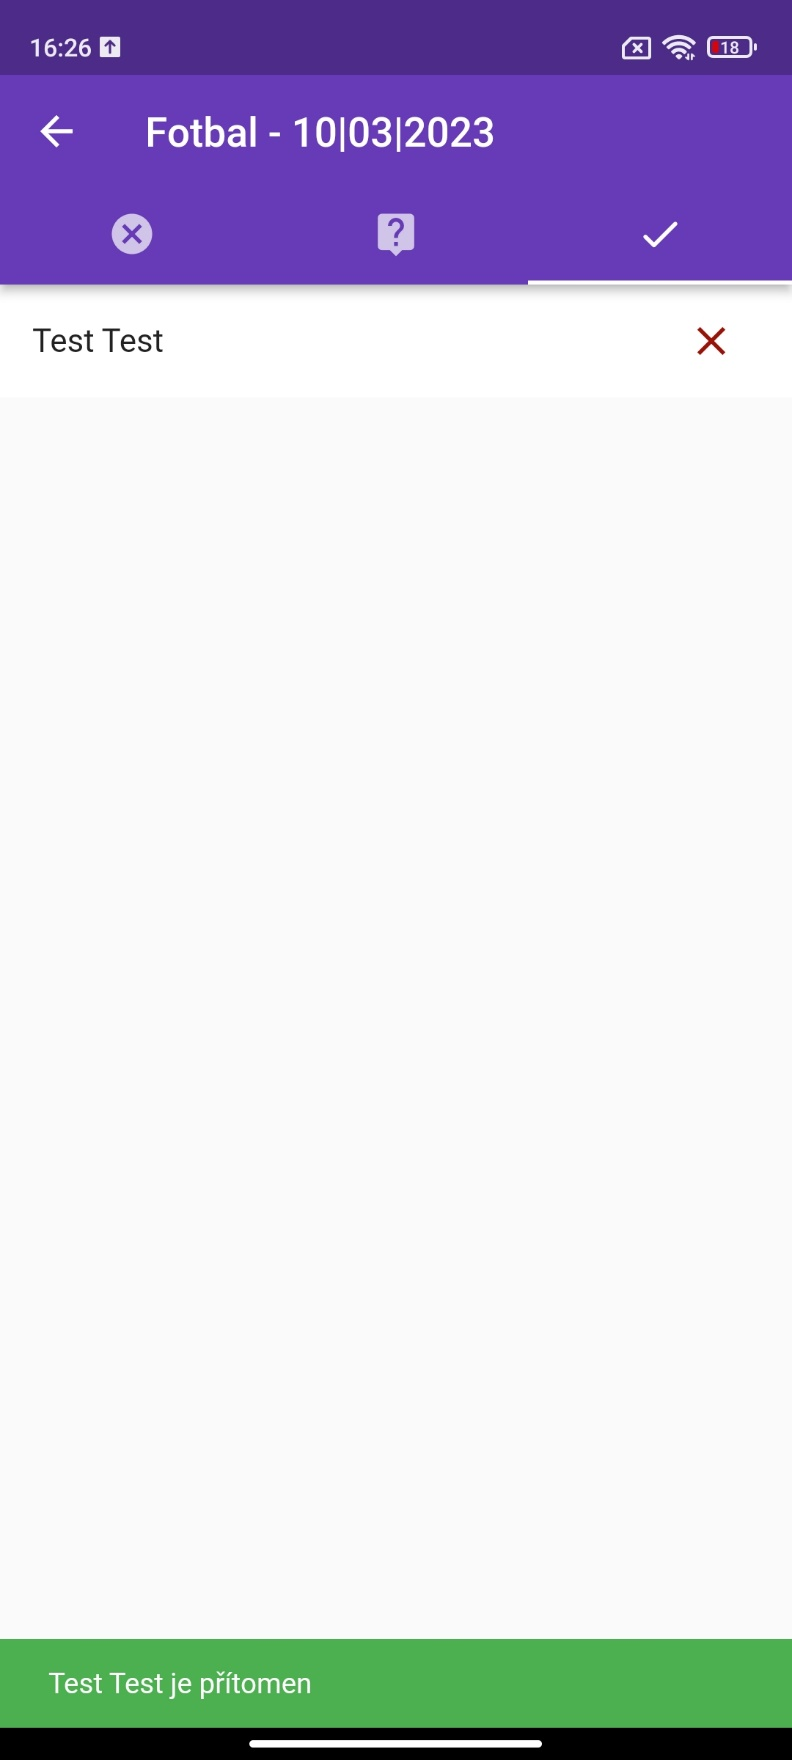 16:26
18
Fotbal - 10|03|2023
?
Test Test
Test Test je přítomen